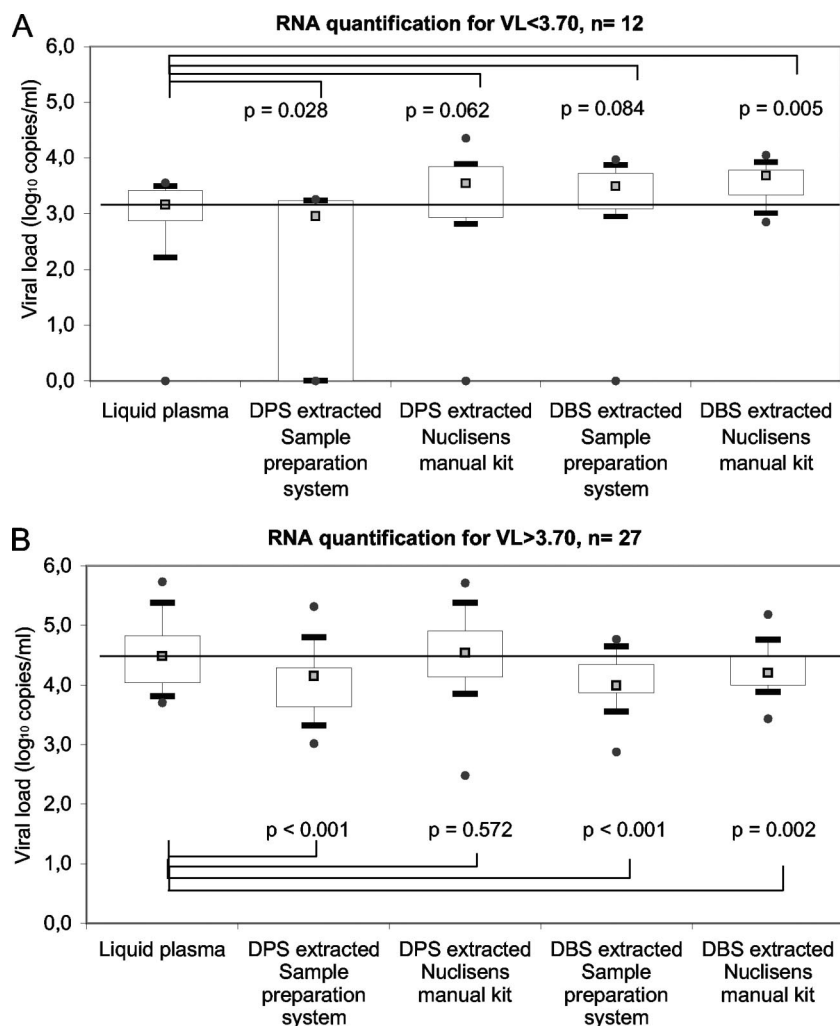 A
RNA quantification for VL<3.70, n= 12
Viral load (log₁₀ copies/ml)
6,0
5,0
4,0
3,0
2,0
1,0
0,0
p = 0.028
p = 0.062
p = 0.084
p = 0.005
Liquid plasma
DPS extracted
Sample
preparation
system
DPS extracted
Nuclisens
manual kit
DBS extracted
Sample
preparation
system
DBS extracted
Nuclisens
manual kit
B
RNA quantification for VL>3.70, n= 27
Viral load (log₁₀ copies/ml)
6,0
5,0
4,0
3,0
2,0
1,0
0,0
p < 0.001
p = 0.572
p < 0.001
p = 0.002
Liquid plasma
DPS extracted
Sample
preparation
system
DPS extracted
Nuclisens
manual kit
DBS extracted
Sample
preparation
system
DBS extracted
Nuclisens
manual kit